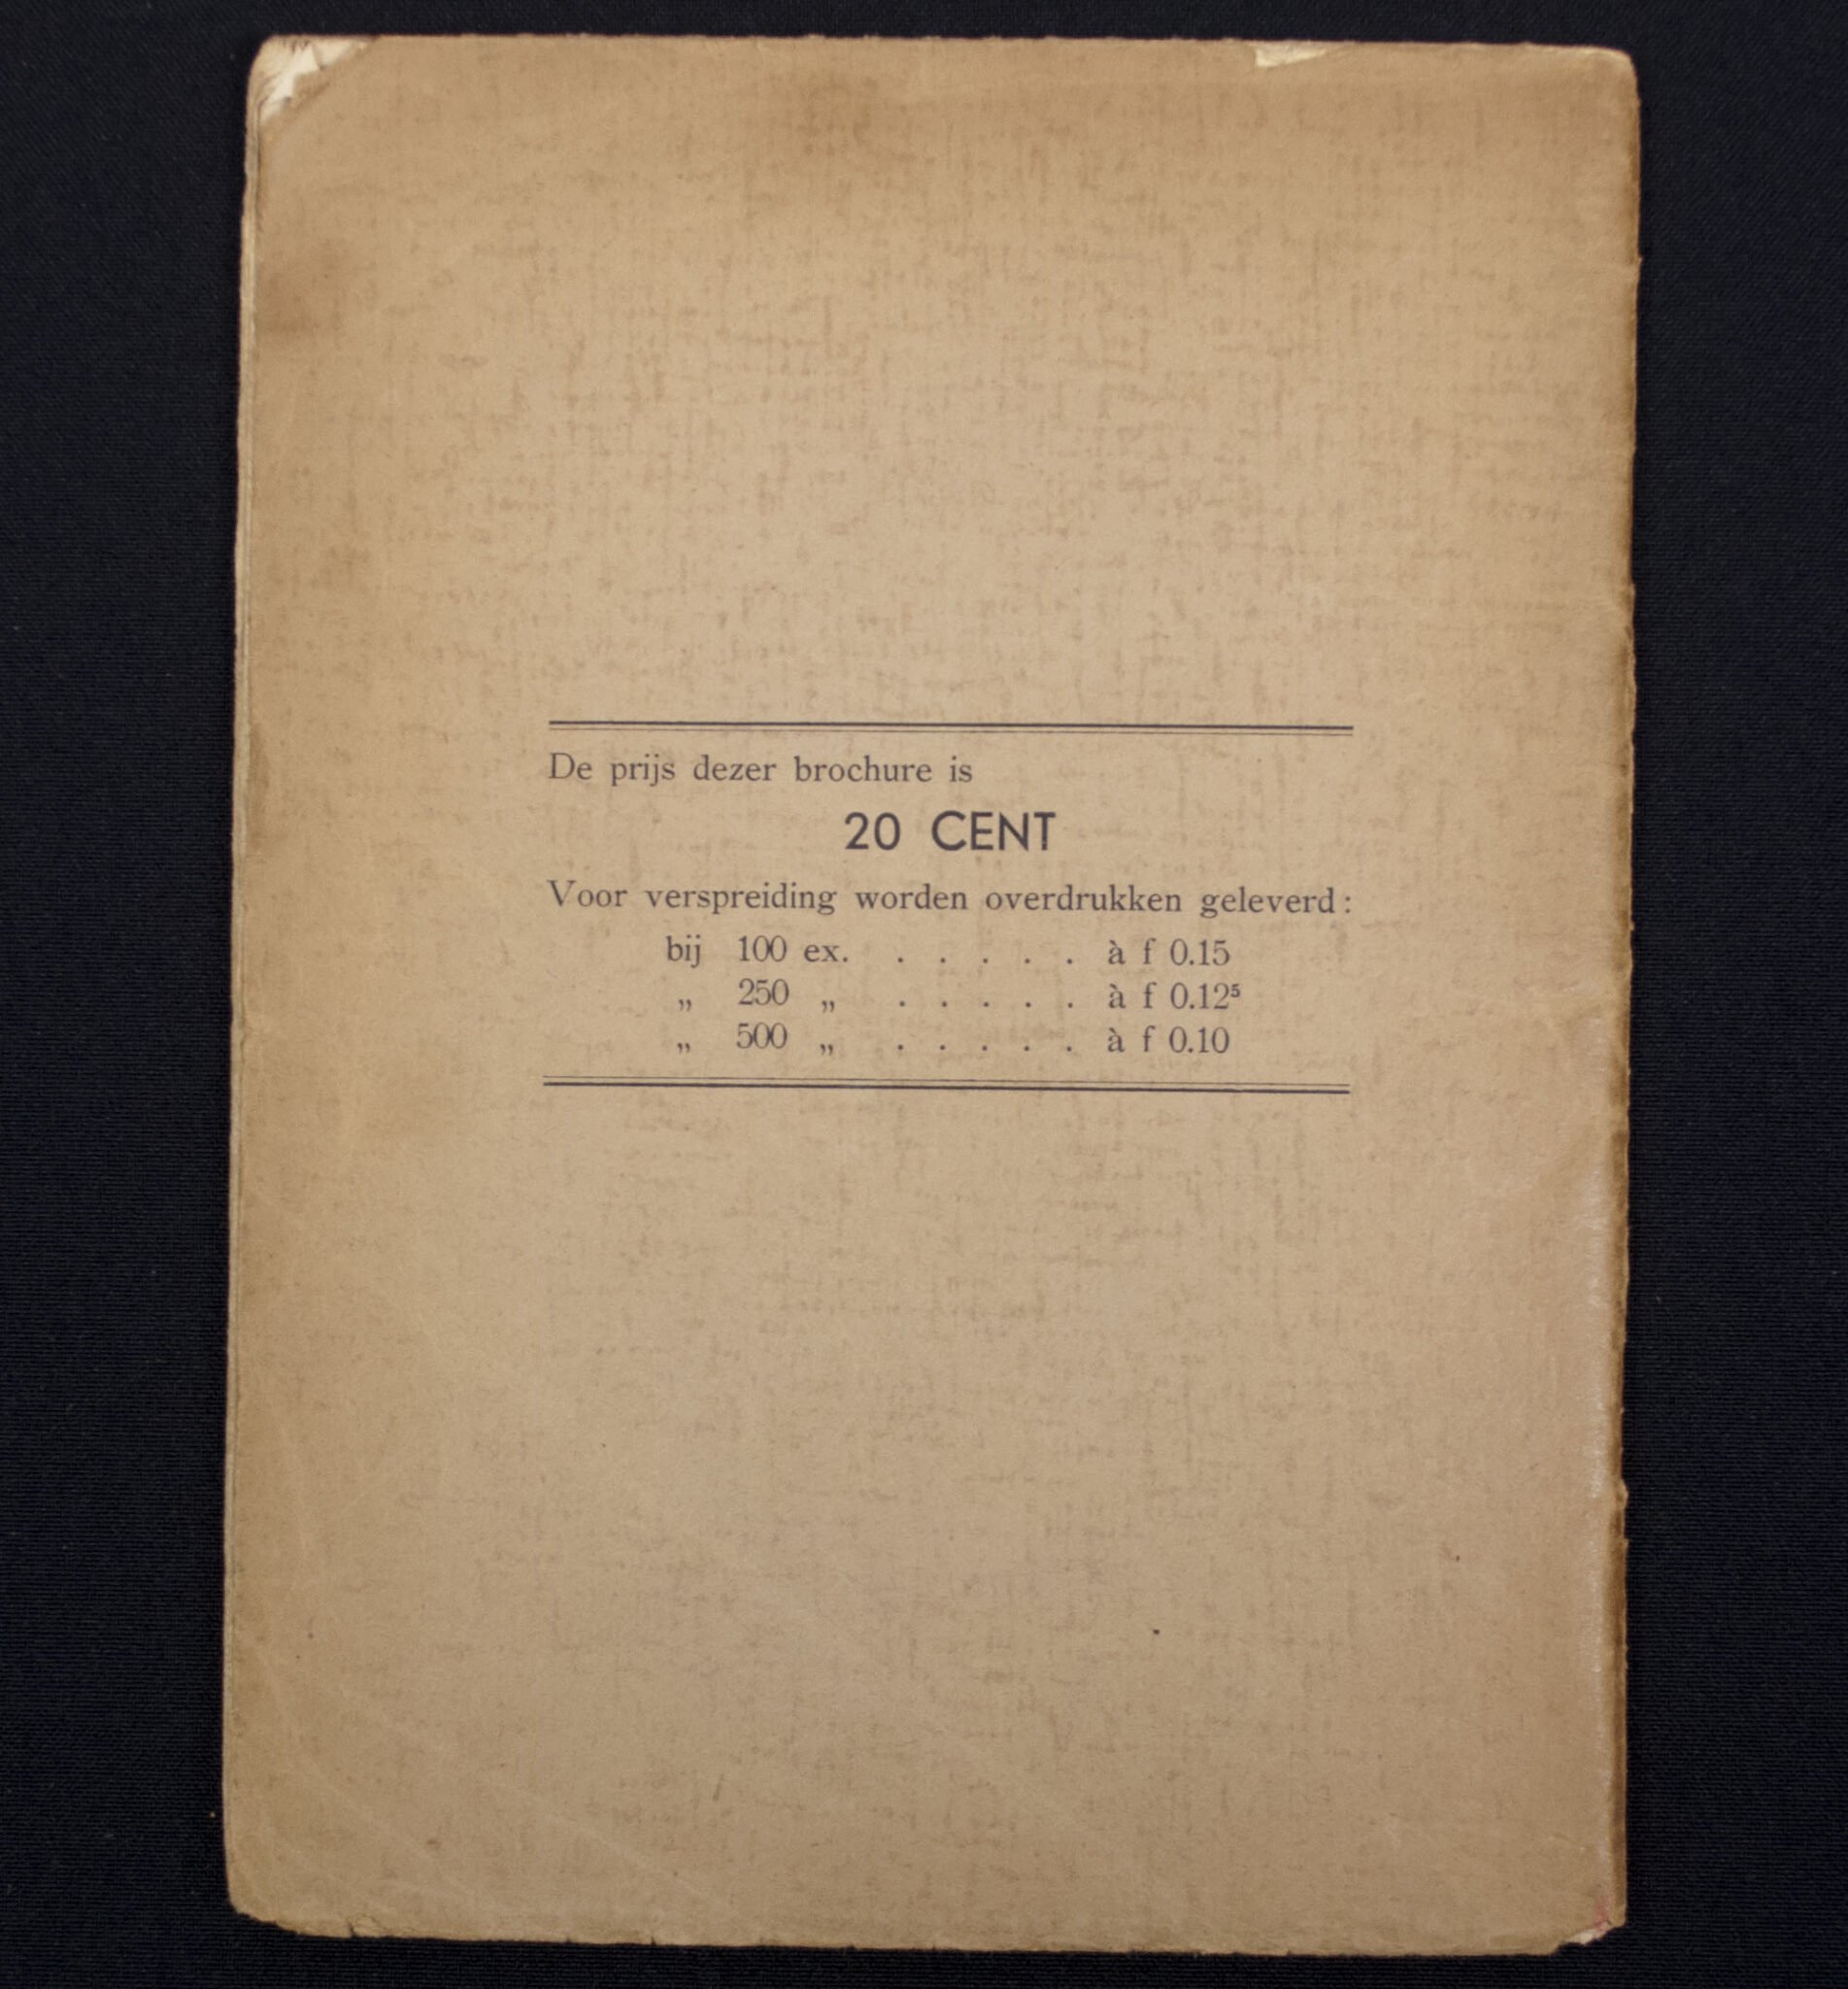 De prijs dezer brochure is
20 CENT
Voor verspreiding worden overdrukken geleverd:
bij 100 ex. . . . . . à f 0.15
„ 250 „ . . . . . à f 0.12⁵
„ 500 „ . . . . . à f 0.10